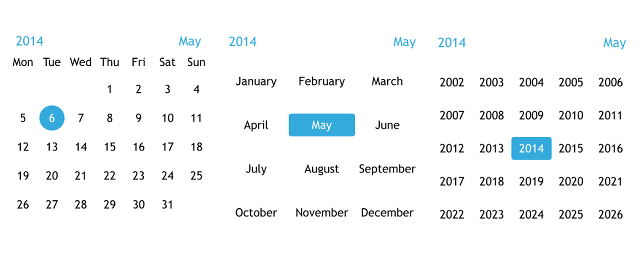 2014 May
Mon Tue Wed Thu Fri Sat Sun
1 2 3 4
5 6 7 8 9 10 11
12 13 14 15 16 17 18
19 20 21 22 23 24 25
26 27 28 29 30 31
2014 May
January February March
April May June
July August September
October November December
2014 May
2002 2003 2004 2005 2006
2007 2008 2009 2010 2011
2012 2013 2014 2015 2016
2017 2018 2019 2020 2021
2022 2023 2024 2025 2026